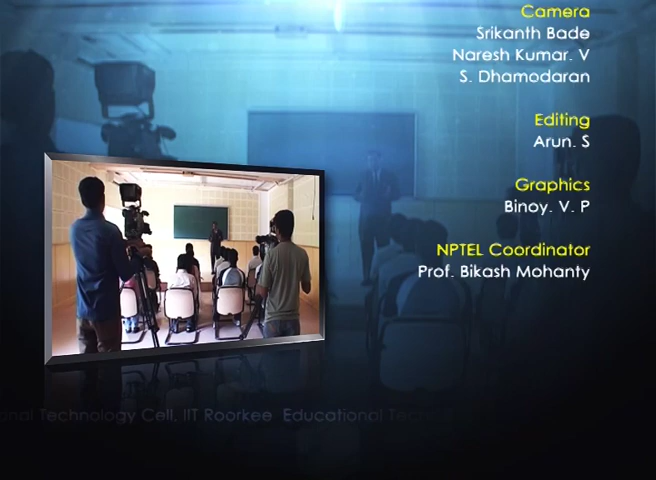 Camera
Srikanth Bade
Naresh Kumar. V
S. Dhamodaran
Editing
Arun. S
Graphics
Binoy. V. P
NPTEL Coordinator
Prof. Bikash Mohanty
Technology Cell, IIT Roorkee Educational